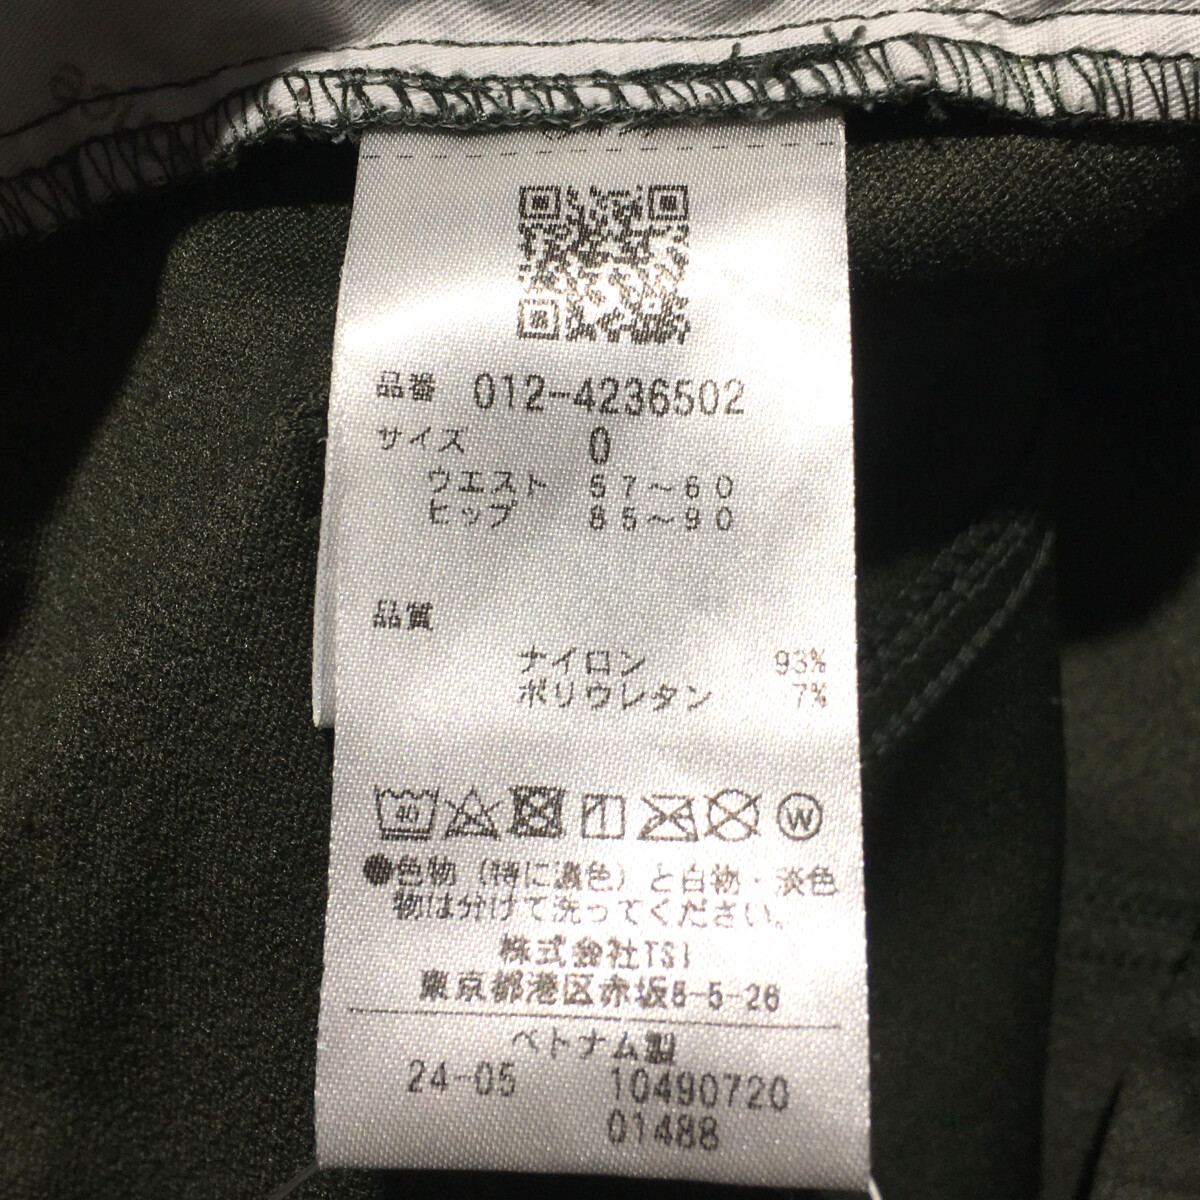 品番 012-4236502
サイズ 0
ウエスト 57～60
ヒップ 85～90
品質
ナイロン 93%
ポリウレタン 7%
40 W
●色物（特に濃色）と白物・淡色
物は分けて洗ってください。
株式会社TSI
東京都港区赤坂8-5-26
ベトナム製
24-05 10490720
01488